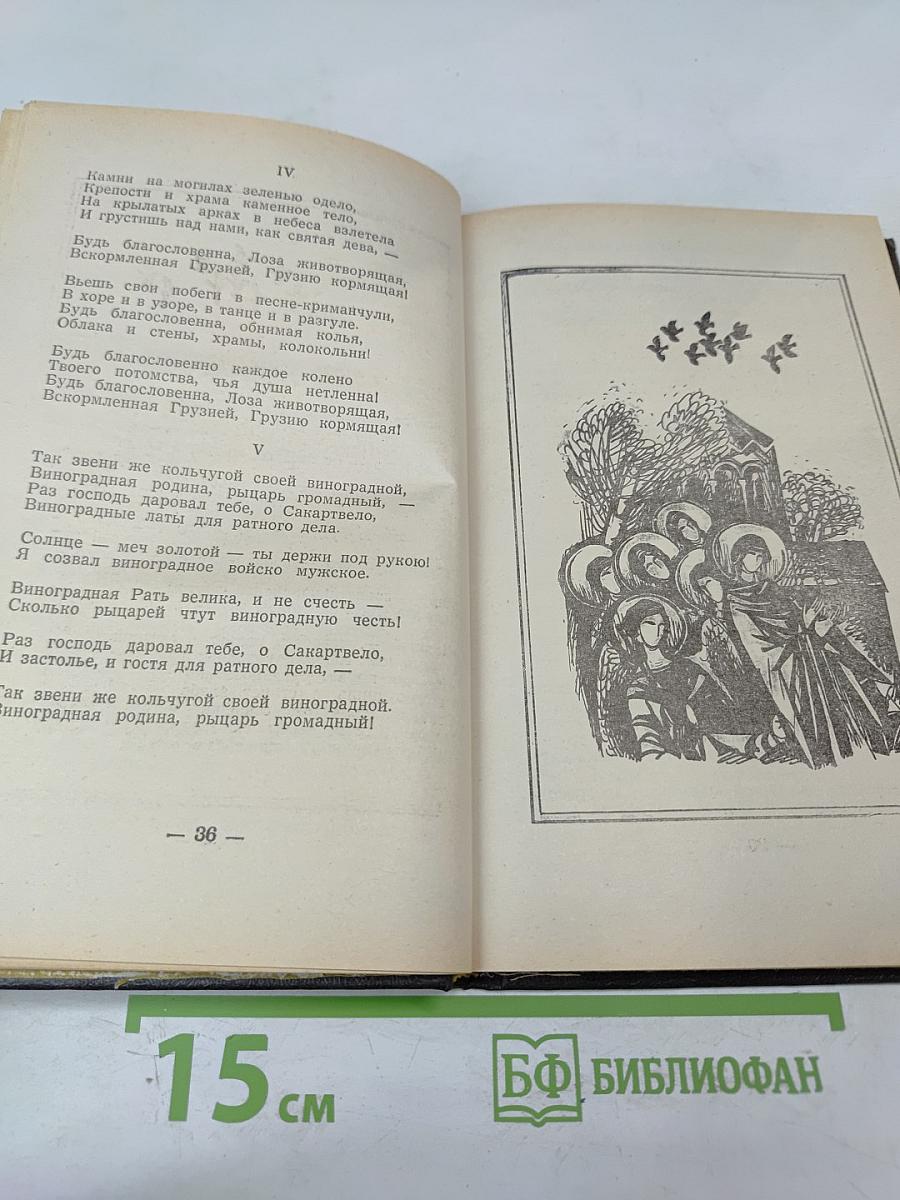 IV
Камни на могилах зеленью одело,
Крепости и храма каменное тело,
На крылатых арках в небеса взлетела
И грустишь над нами, как святая дева, —
Будь благословенна, Лоза животворящая,
Вскормленная Грузией, Грузию кормящая!
Вьешь свои побеги в песне-криманчули,
В хоре и в узоре, в танце и в разгуле.
Будь благословенна, обнимая колья,
Облака и стены, храмы, колокольни!
Будь благословенно каждое колено
Твоего потомства, чья душа нетленна!
Будь благословенна, Лоза животворящая,
Вскормленная Грузией, Грузию кормящая!
V
Так звени же кольчугой своей виноградной,
Виноградная родина, рыцарь громадный, —
Раз господь даровал тебе, о Сакартвело,
Виноградные латы для ратного дела.
Солнце — меч золотой — ты держи под рукою!
Я созвал виноградное войско мужское.
Виноградная Рать велика, и не счесть —
Сколько рыцарей чтут виноградную честь!
Раз господь даровал тебе, о Сакартвело,
И застолье, и гостя для ратного дела, —
Так звени же кольчугой своей виноградной.
Виноградная родина, рыцарь громадный!
— 36 —
15 см
БФ БИБЛИОФАН